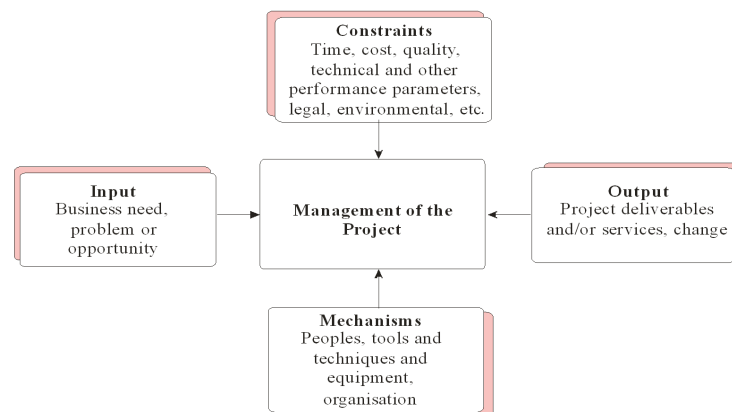 Constraints
Time, cost, quality,
technical and other
performance parameters,
legal, environmental, etc.
Input
Business need,
problem or
opportunity
Management of the
Project
Output
Project deliverables
and/or services, change
Mechanisms
Peoples, tools and
techniques and
equipment,
organisation